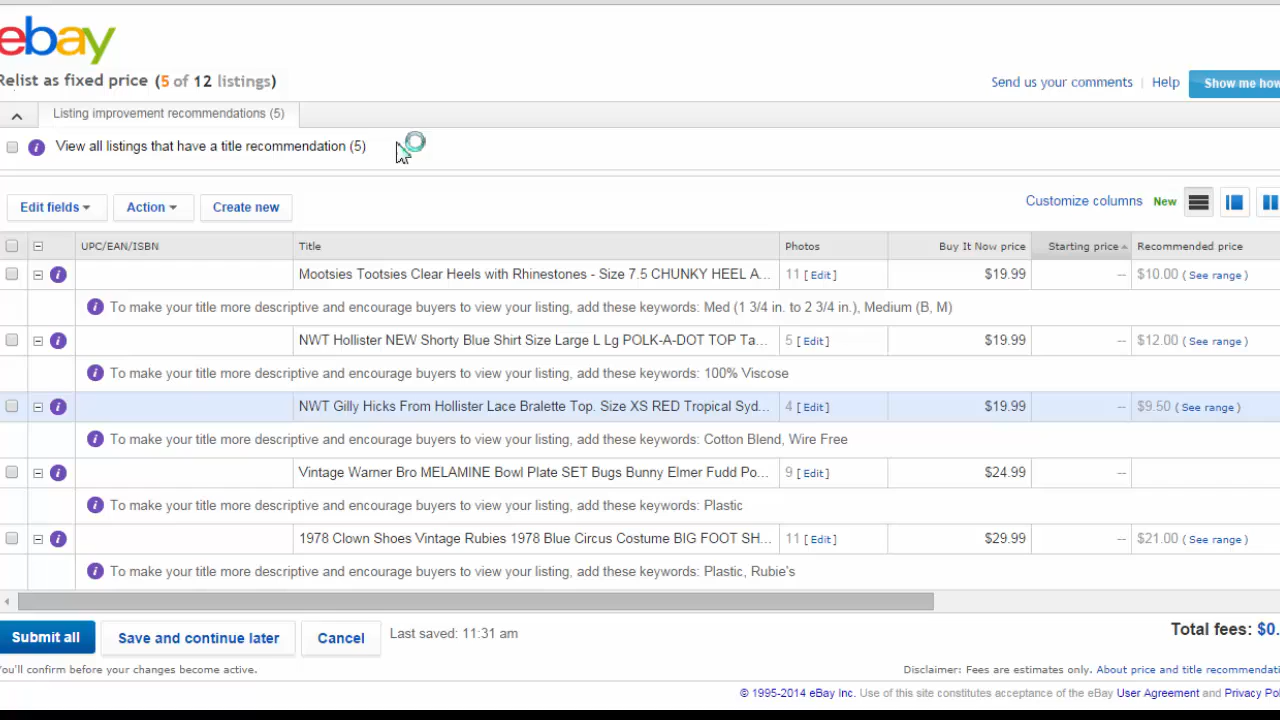 ebay
Relist as fixed price (5 of 12 listings)
Send us your comments | Help Show me how
Listing improvement recommendations (5)
View all listings that have a title recommendation (5)
Edit fields Action Create new Customize columns New
UPC/EAN/ISBN Title Photos Buy It Now price Starting price Recommended price
Mootsies Tootsies Clear Heels with Rhinestones - Size 7.5 CHUNKY HEEL A... 11 [ Edit ] $19.99 -- $10.00 ( See range )
To make your title more descriptive and encourage buyers to view your listing, add these keywords: Med (1 3/4 in. to 2 3/4 in.), Medium (B, M)
NWT Hollister NEW Shorty Blue Shirt Size Large L Lg POLK-A-DOT TOP Ta... 5 [ Edit ] $19.99 -- $12.00 ( See range )
To make your title more descriptive and encourage buyers to view your listing, add these keywords: 100% Viscose
NWT Gilly Hicks From Hollister Lace Bralette Top. Size XS RED Tropical Syd... 4 [ Edit ] $19.99 -- $9.50 ( See range )
To make your title more descriptive and encourage buyers to view your listing, add these keywords: Cotton Blend, Wire Free
Vintage Warner Bro MELAMINE Bowl Plate SET Bugs Bunny Elmer Fudd Po... 9 [ Edit ] $24.99 --
To make your title more descriptive and encourage buyers to view your listing, add these keywords: Plastic
1978 Clown Shoes Vintage Rubies 1978 Blue Circus Costume BIG FOOT SH... 11 [ Edit ] $29.99 -- $21.00 ( See range )
To make your title more descriptive and encourage buyers to view your listing, add these keywords: Plastic, Rubie's
Submit all Save and continue later Cancel Last saved: 11:31 am Total fees: $0.
You'll confirm before your changes become active. Disclaimer: Fees are estimates only. About price and title recommendati
© 1995-2014 eBay Inc. Use of this site constitutes acceptance of the eBay User Agreement and Privacy Pol